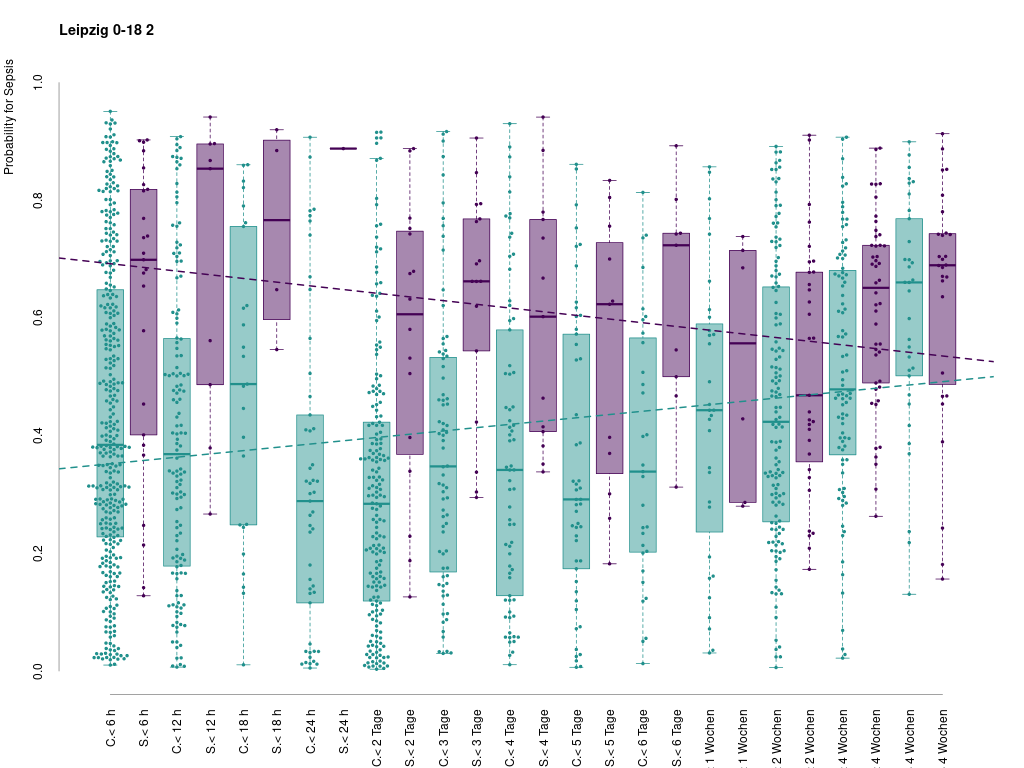 Leipzig 0-18 2
Probability for Sepsis
1.0
0.8
0.6
0.4
0.2
0.0
C.< 6 h
S.< 6 h
C.< 12 h
S.< 12 h
C.< 18 h
S.< 18 h
C.< 24 h
S.< 24 h
C.< 2 Tage
S.< 2 Tage
C.< 3 Tage
S.< 3 Tage
C.< 4 Tage
S.< 4 Tage
C.< 5 Tage
S.< 5 Tage
C.< 6 Tage
S.< 6 Tage
1 Wochen
1 Wochen
2 Wochen
2 Wochen
4 Wochen
4 Wochen
4 Wochen
4 Wochen